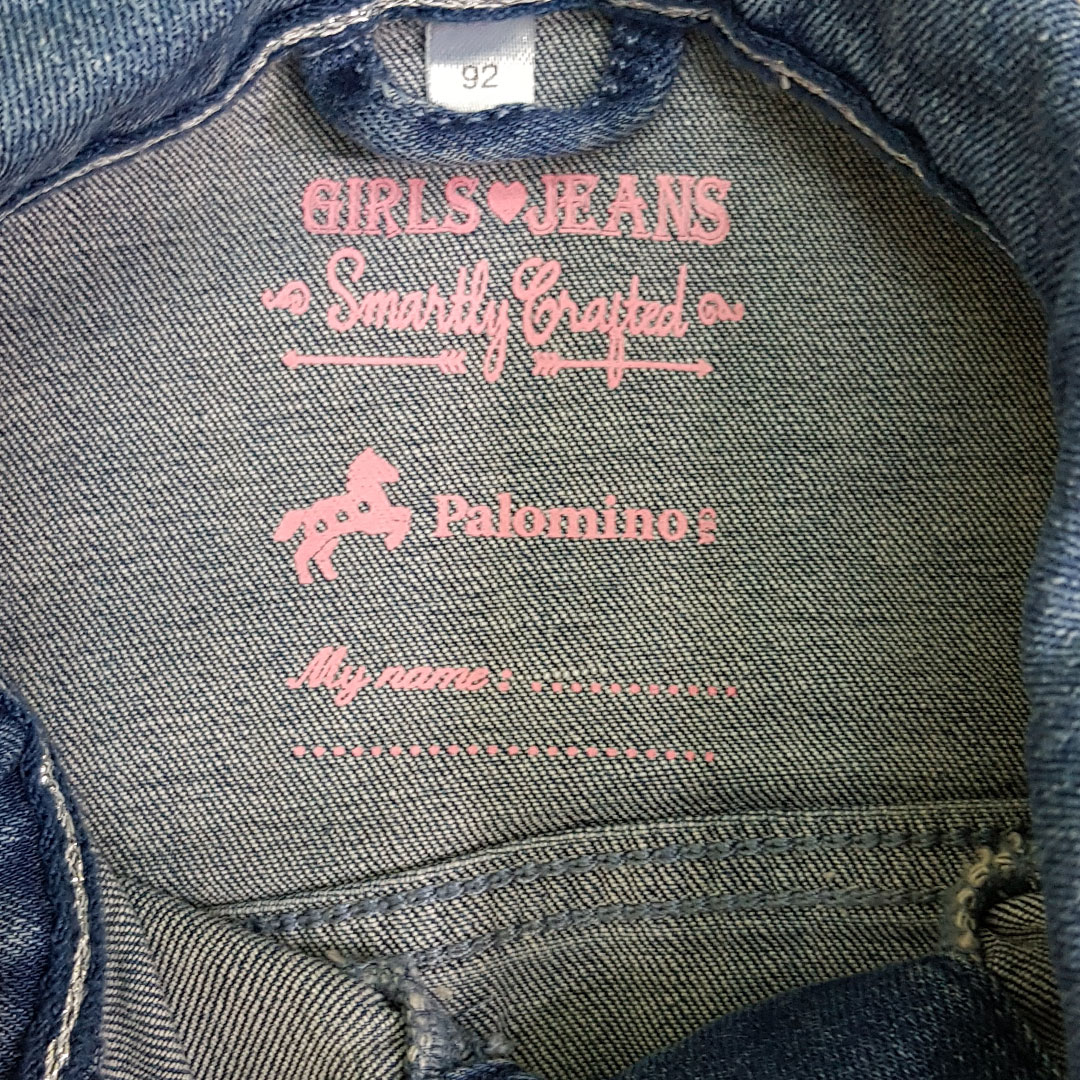 92
GIRLS♥JEANS
Smartly Crafted
Palomino
My name : ............
......................